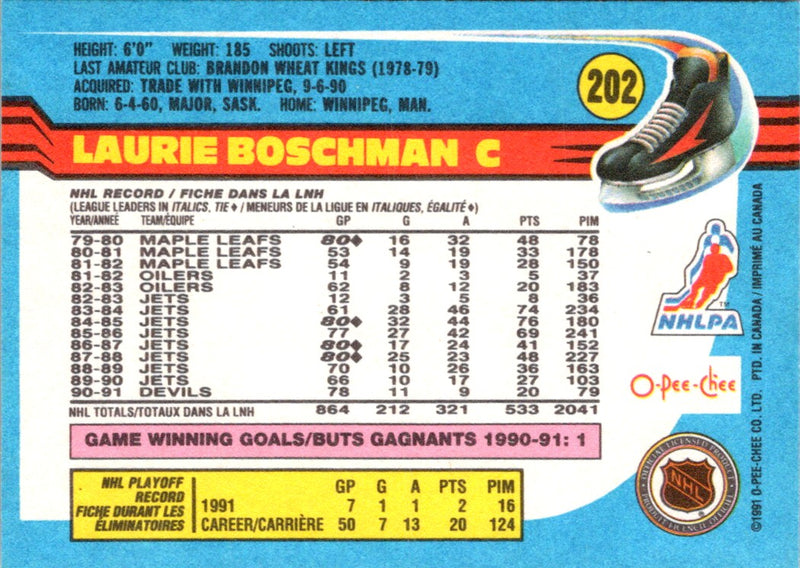 HEIGHT: 6'0" WEIGHT: 185 SHOOTS: LEFT
LAST AMATEUR CLUB: BRANDON WHEAT KINGS (1978-79)
ACQUIRED: TRADE WITH WINNIPEG, 9-6-90
BORN: 6-4-60, MAJOR, SASK. HOME: WINNIPEG, MAN.
202
LAURIE BOSCHMAN C
NHL RECORD / FICHE DANS LA LNH
(LEAGUE LEADERS IN ITALICS, TIE ♦ / MENEURS DE LA LIGUE EN ITALIQUES, ÉGALITÉ ♦)
YEAR/ANNÉE TEAM/ÉQUIPE GP G A PTS PIM
79-80 MAPLE LEAFS 80♦ 16 32 48 78
80-81 MAPLE LEAFS 53 14 19 33 178
81-82 MAPLE LEAFS 54 9 19 28 150
81-82 OILERS 11 2 3 5 37
82-83 OILERS 62 8 12 20 183
82-83 JETS 12 3 5 8 36
83-84 JETS 61 28 46 74 234
84-85 JETS 80♦ 32 44 76 180
85-86 JETS 77 27 42 69 241
86-87 JETS 80♦ 17 24 41 152
87-88 JETS 80♦ 25 23 48 227
88-89 JETS 70 10 26 36 163
89-90 JETS 66 10 17 27 103
90-91 DEVILS 78 11 9 20 79
NHL TOTALS/TOTAUX DANS LA LNH 864 212 321 533 2041
GAME WINNING GOALS/BUTS GAGNANTS 1990-91: 1
NHL PLAYOFF RECORD
FICHE DURANT LES ÉLIMINATOIRES
GP G A PTS PIM
1991 7 1 1 2 16
CAREER/CARRIÈRE 50 7 13 20 124
NHLPA
TM
O-Pee-Chee
OFFICIAL LICENSED PRODUCT
NHL
PRODUIT LICENCIÉ OFFICIEL
©1991 O-PEE-CHEE CO. LTD. PTD. IN CANADA / IMPRIMÉ AU CANADA